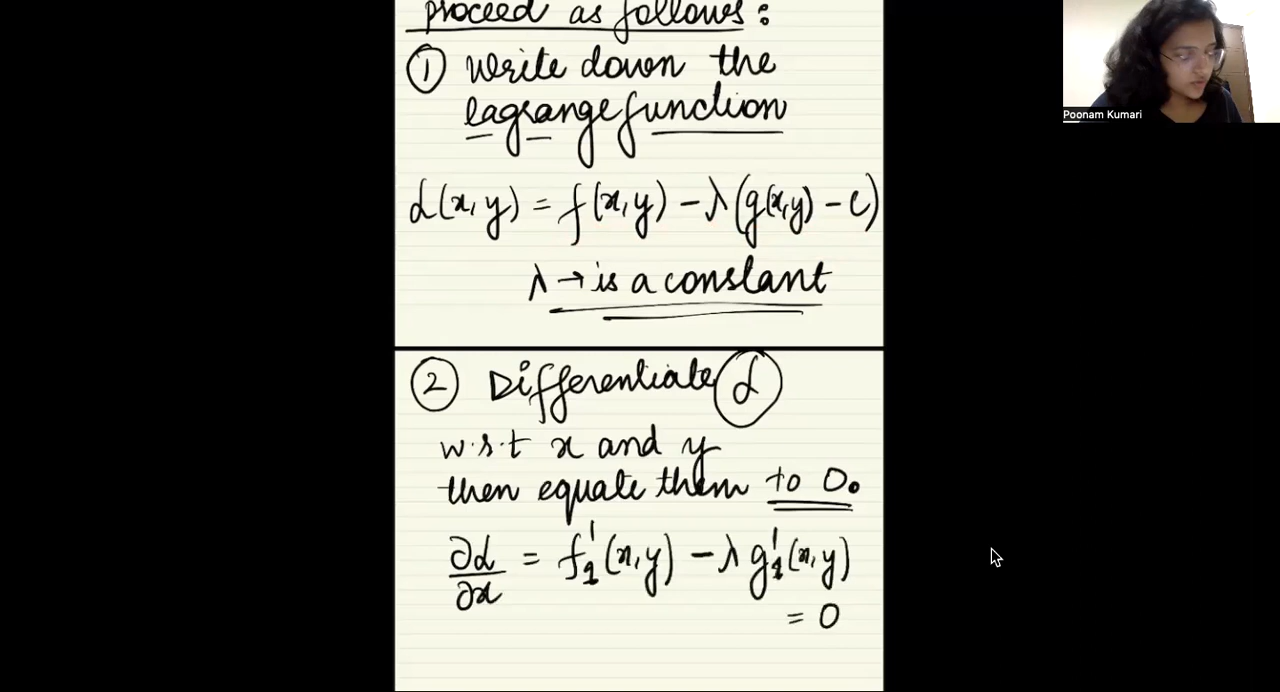 proceed as follows:
① Write down the
lagrange function
ℒ(x, y) = f(x, y) - λ(g(x,y) - c)
λ → is a constant
② Differentiate ℒ
w.r.t x and y
then equate them to 0.
∂ℒ/∂x = f₁'(x, y) - λ g₁'(x, y)
= 0
Poonam Kumari